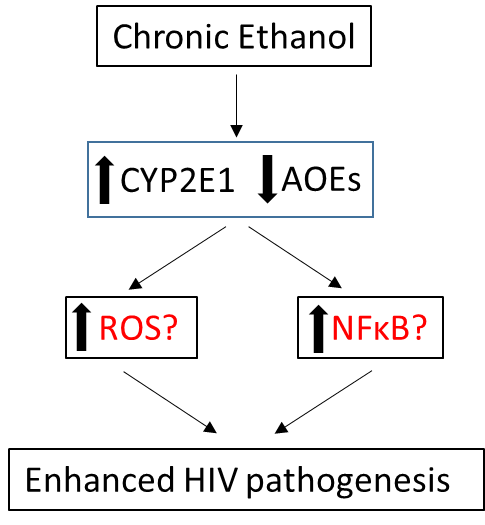 Chronic Ethanol
CYP2E1 AOEs
ROS? NFκB?
Enhanced HIV pathogenesis